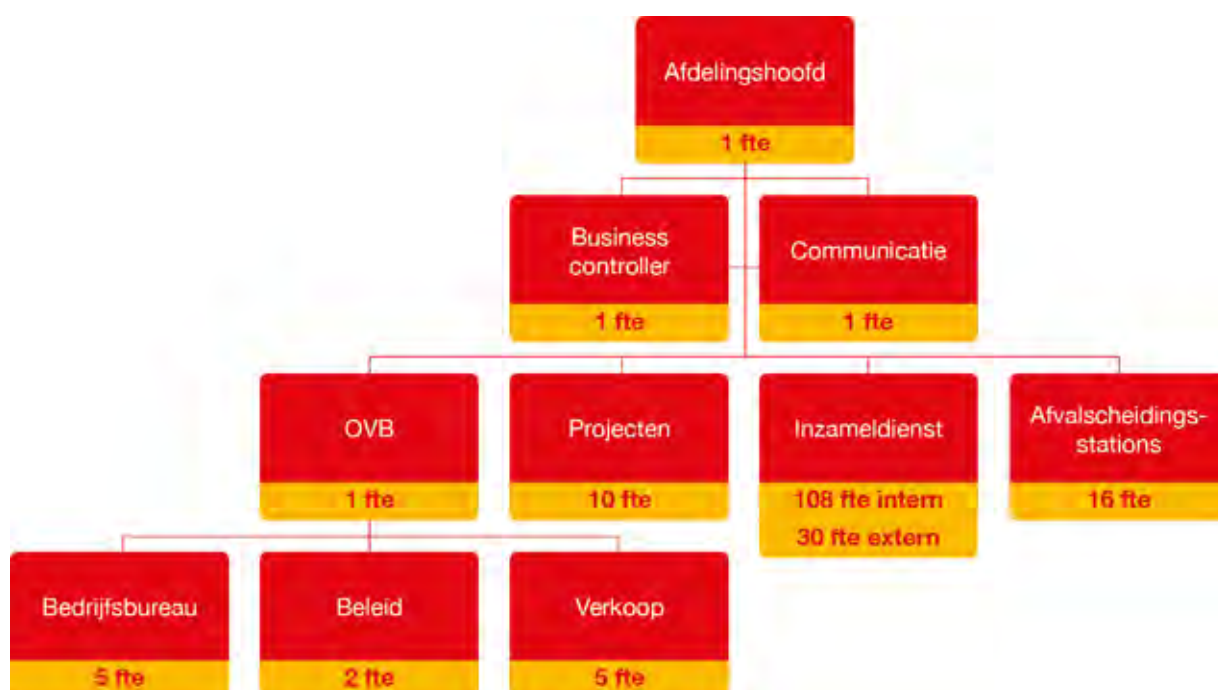 Afdelingshoofd
1 fte
Business
controller
1 fte
Communicatie
1 fte
OVB
1 fte
Projecten
10 fte
Inzameldienst
108 fte intern
30 fte extern
Afvalscheidings-
stations
16 fte
Bedrijfsbureau
5 fte
Beleid
2 fte
Verkoop
5 fte